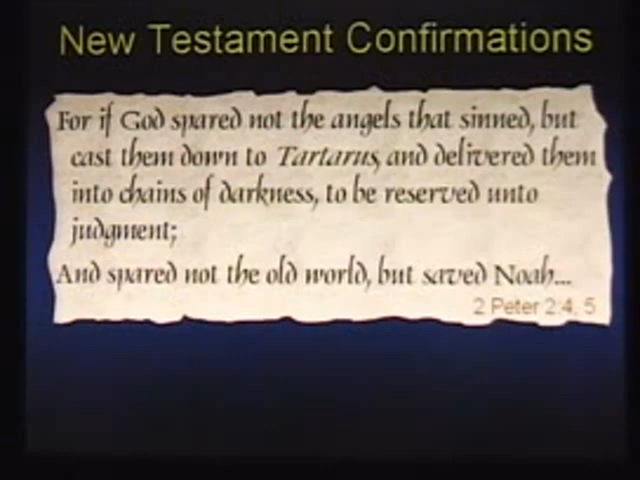 New Testament Confirmations
For if God spared not the angels that sinned, but
cast them down to Tartarus, and delivered them
into chains of darkness, to be reserved unto
judgment;
And spared not the old world, but saved Noah...
2 Peter 2:4, 5